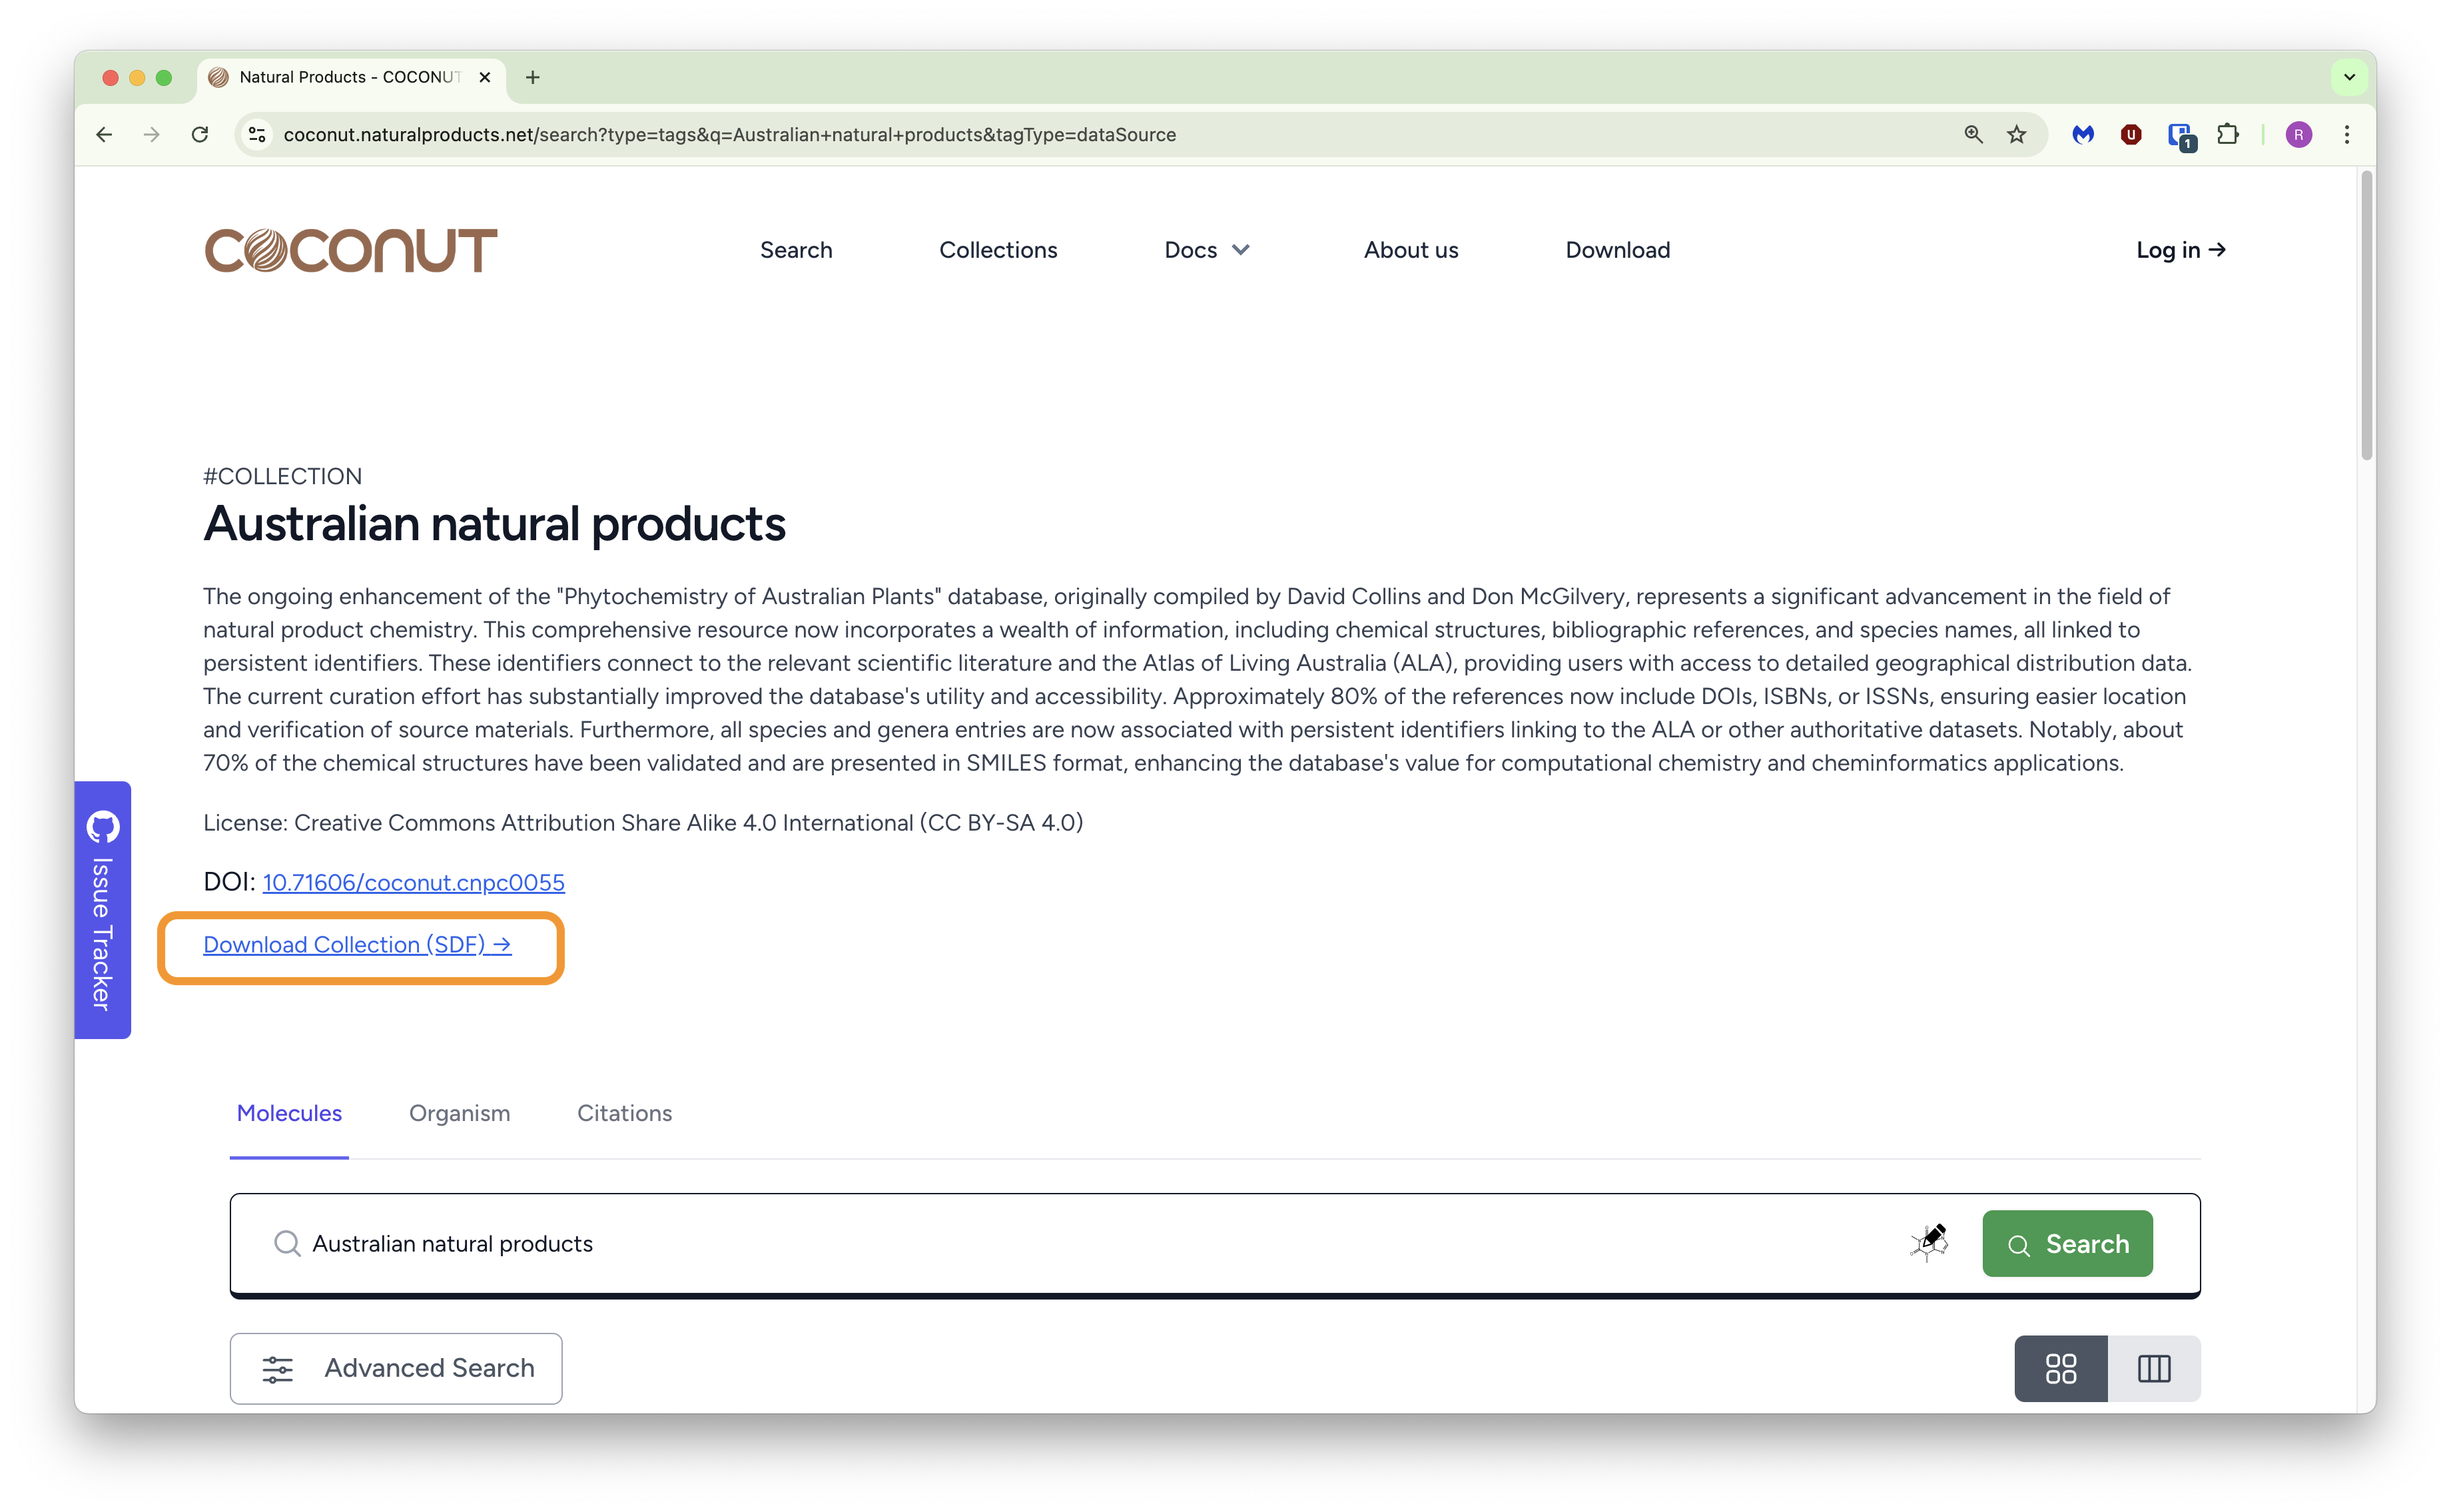 Natural Products - COCONUT
coconut.naturalproducts.net/search?type=tags&q=Australian+natural+products&tagType=dataSource
U
1
R
COCONUT
Search
Collections
Docs
About us
Download
Log in →
#COLLECTION
Australian natural products
The ongoing enhancement of the "Phytochemistry of Australian Plants" database, originally compiled by David Collins and Don McGilvery, represents a significant advancement in the field of
natural product chemistry. This comprehensive resource now incorporates a wealth of information, including chemical structures, bibliographic references, and species names, all linked to
persistent identifiers. These identifiers connect to the relevant scientific literature and the Atlas of Living Australia (ALA), providing users with access to detailed geographical distribution data.
The current curation effort has substantially improved the database's utility and accessibility. Approximately 80% of the references now include DOIs, ISBNs, or ISSNs, ensuring easier location
and verification of source materials. Furthermore, all species and genera entries are now associated with persistent identifiers linking to the ALA or other authoritative datasets. Notably, about
70% of the chemical structures have been validated and are presented in SMILES format, enhancing the database's value for computational chemistry and cheminformatics applications.
License: Creative Commons Attribution Share Alike 4.0 International (CC BY-SA 4.0)
DOI: 10.71606/coconut.cnpc0055
Download Collection (SDF) →
Issue Tracker
Molecules
Organism
Citations
Australian natural products
Search
Advanced Search